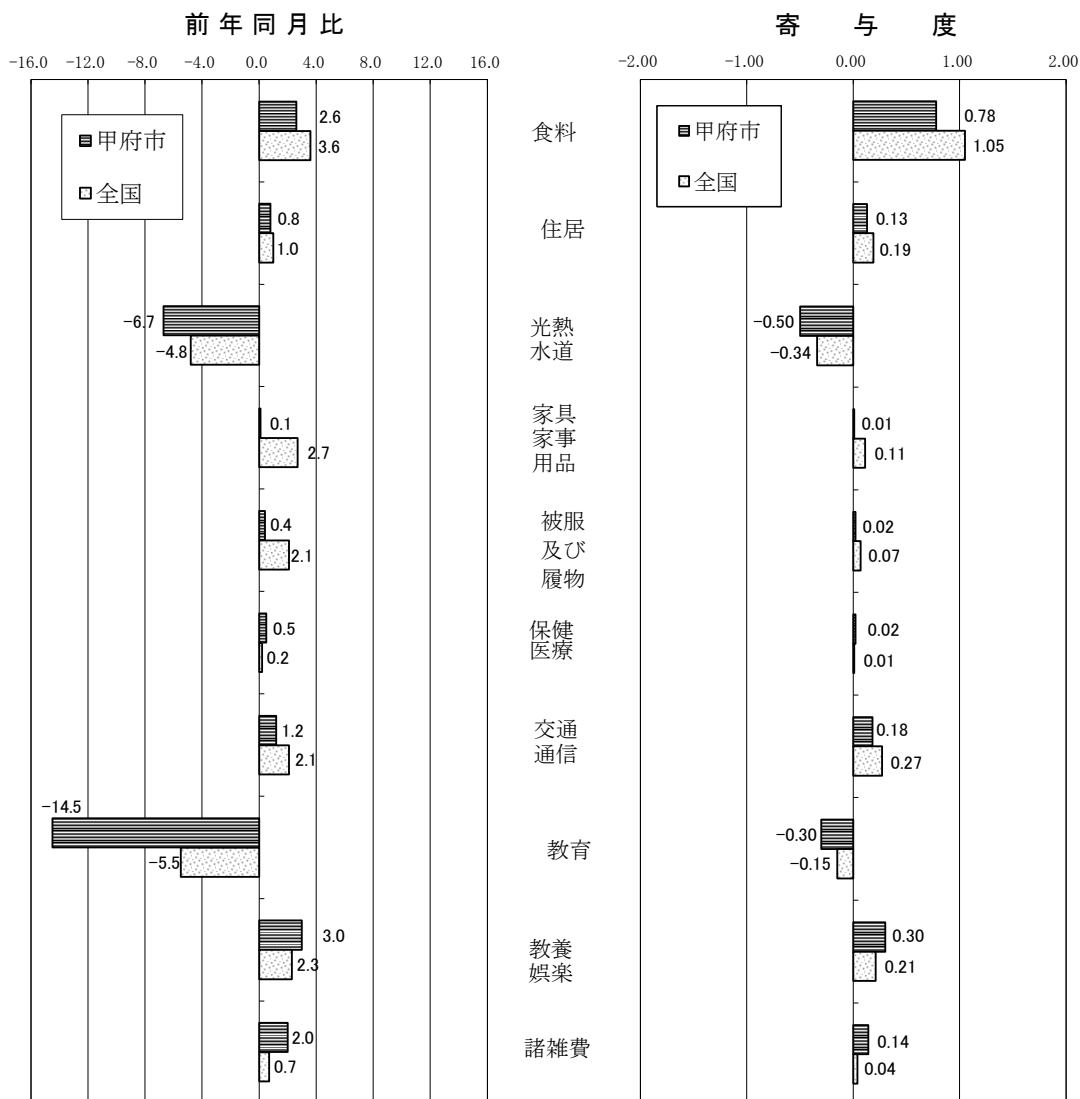 前年同月比
-16.0 -12.0 -8.0 -4.0 0.0 4.0 8.0 12.0 16.0
甲府市
全国
2.6
3.6
0.8
1.0
-6.7
-4.8
0.1
2.7
0.4
2.1
0.5
0.2
1.2
2.1
-14.5
-5.5
3.0
2.3
2.0
0.7
食料
住居
光熱
水道
家具
家事
用品
被服
及び
履物
保健
医療
交通
通信
教育
教養
娯楽
諸雑費
寄与度
-2.00 -1.00 0.00 1.00 2.00
甲府市
全国
0.78
1.05
0.13
0.19
-0.50
-0.34
0.01
0.11
0.02
0.07
0.02
0.01
0.18
0.27
-0.30
-0.15
0.30
0.21
0.14
0.04